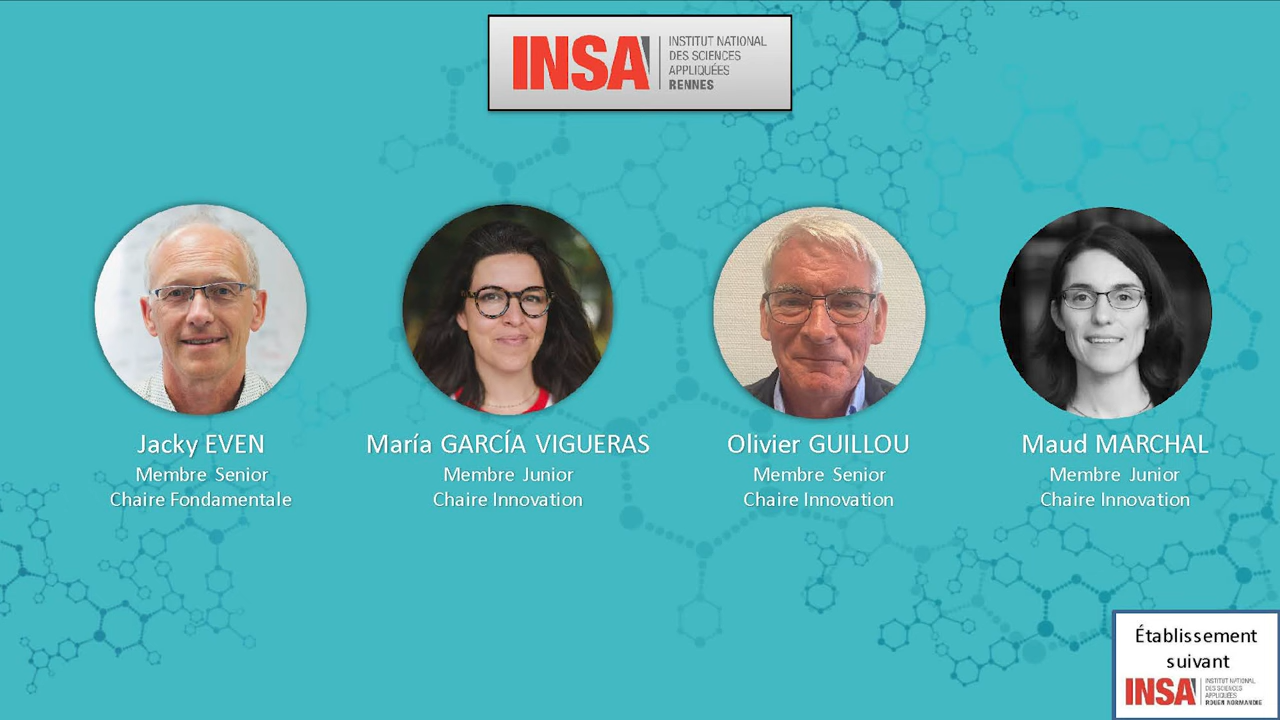 INSA
INSTITUT NATIONAL
DES SCIENCES
APPLIQUÉES
RENNES
Jacky EVEN
Membre Senior
Chaire Fondamentale
María GARCÍA VIGUERAS
Membre Junior
Chaire Innovation
Olivier GUILLOU
Membre Senior
Chaire Innovation
Maud MARCHAL
Membre Junior
Chaire Innovation
Établissement
suivant
INSA
INSTITUT NATIONAL
DES SCIENCES
APPLIQUÉES
ROUEN NORMANDIE